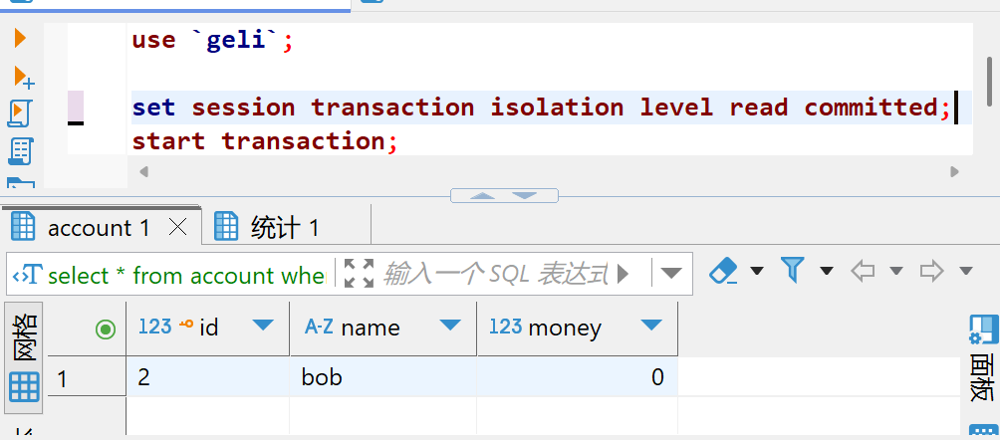 use `geli`;
set session transaction isolation level read committed;
start transaction;
account 1
统计 1
select * from account whe
输入一个 SQL 表达式
网格
123 id
A-Z name
123 money
1
2
bob
0
面板